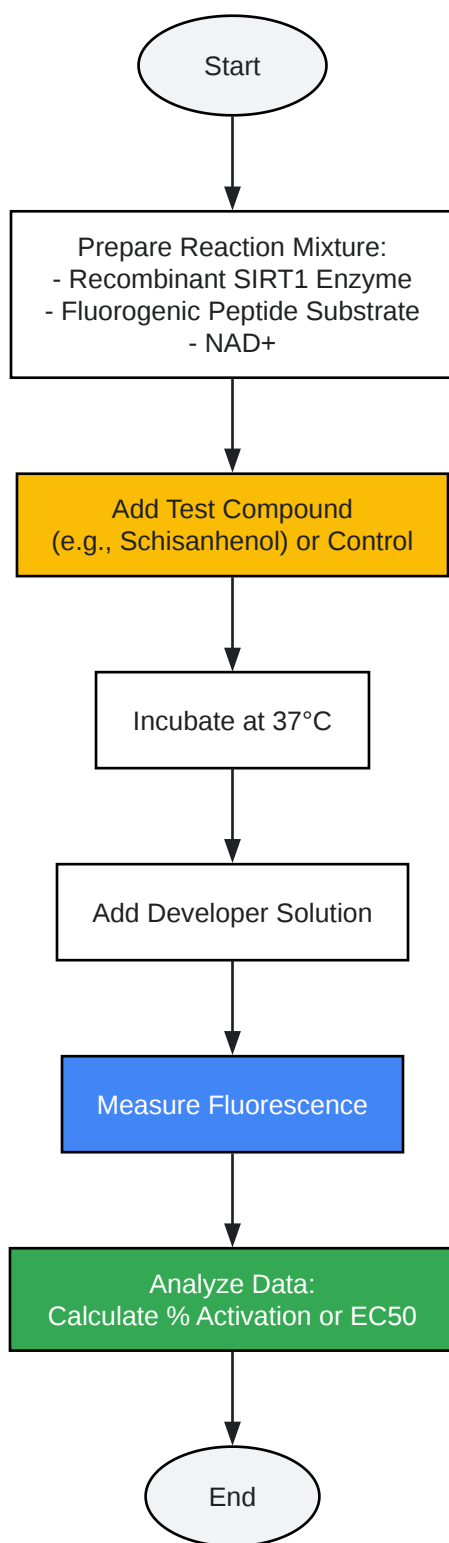 Start
Prepare Reaction Mixture:
- Recombinant SIRT1 Enzyme
- Fluorogenic Peptide Substrate
- NAD+
Add Test Compound
(e.g., Schisanhenol) or Control
Incubate at 37°C
Add Developer Solution
Measure Fluorescence
Analyze Data:
Calculate % Activation or EC50
End